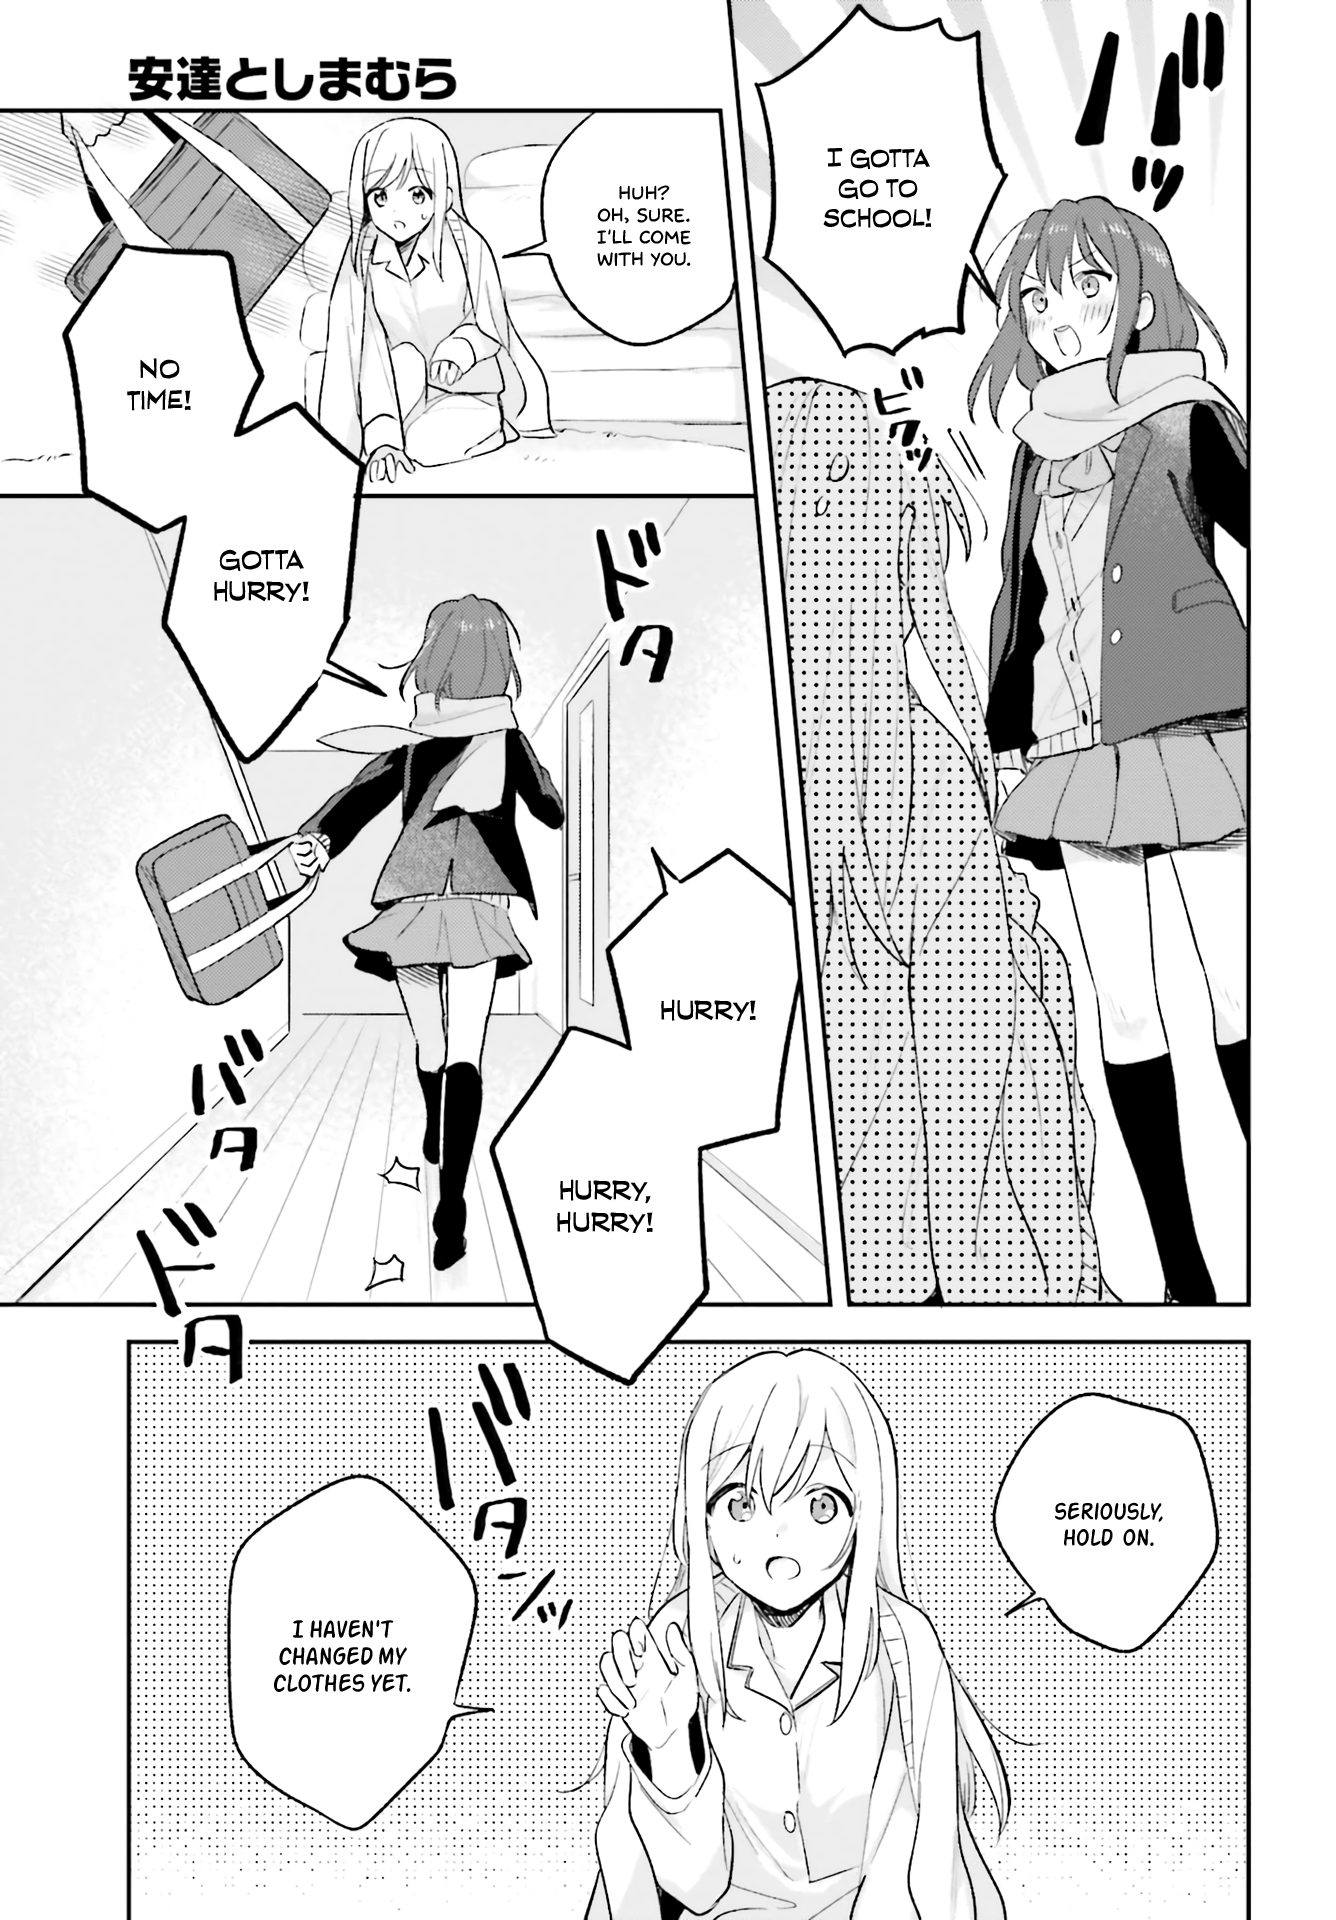 安達としまむら
バッ
I GOTTA
GO TO
SCHOOL!
ビクッ
HUH?
OH, SURE.
I'LL COME
WITH YOU.
NO
TIME!
GOTTA
HURRY!
ドタ
HURRY!
HURRY,
HURRY!
バタ
ドタ
SERIOUSLY,
HOLD ON.
バタンッ
I HAVEN'T
CHANGED MY
CLOTHES YET.